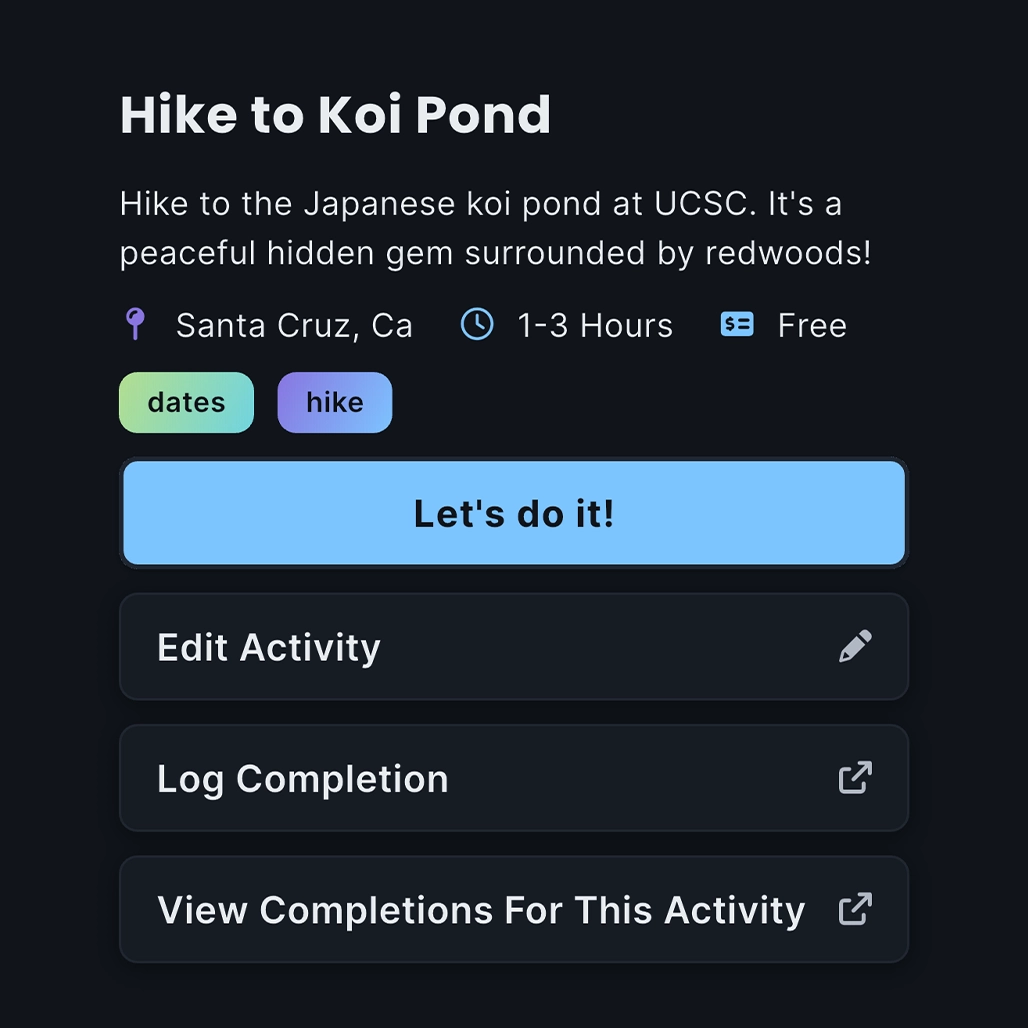 Hike to Koi Pond
Hike to the Japanese koi pond at UCSC. It's a
peaceful hidden gem surrounded by redwoods!
Santa Cruz, Ca 1-3 Hours $ Free
dates hike
Let's do it!
Edit Activity
Log Completion
View Completions For This Activity